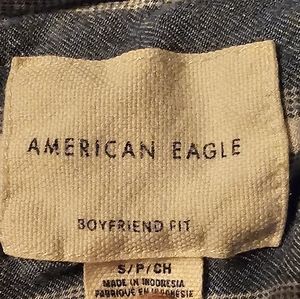 AMERICAN EAGLE
BOYFRIEND FIT
S/P/CH
MADE IN INDONESIA
FABRIQUÉ EN INDONÉSIE